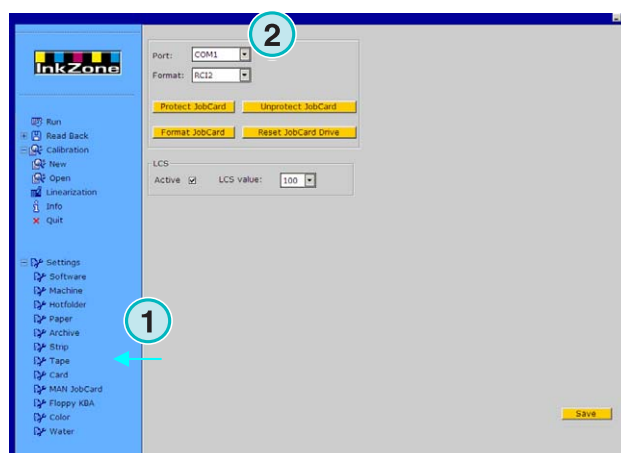 InkZone
Run
Read Back
Calibration
New
Open
Linearization
Info
Quit
Settings
Software
Machine
Hotfolder
Paper
Archive
Strip
Tape
Card
MAN JobCard
Floppy KBA
Color
Water
1
2
Port: COM1
Format: RCI2
Protect JobCard Unprotect JobCard
Format JobCard Reset JobCard Drive
LCS
Active LCS value: 100
Save